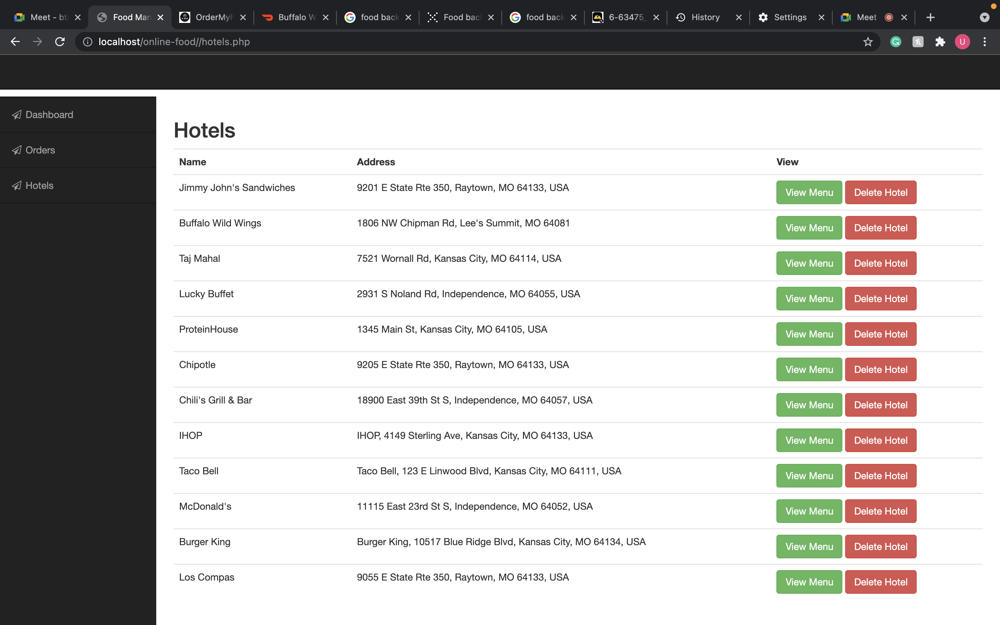 Meet - bti Food Man OrderMyF Buffalo W food back Food bac food back 6-63475_ History Settings Meet
localhost/online-food//hotels.php U
Dashboard
Orders
Hotels
Hotels
Name Address View
Jimmy John's Sandwiches 9201 E State Rte 350, Raytown, MO 64133, USA View Menu Delete Hotel
Buffalo Wild Wings 1806 NW Chipman Rd, Lee's Summit, MO 64081 View Menu Delete Hotel
Taj Mahal 7521 Wornall Rd, Kansas City, MO 64114, USA View Menu Delete Hotel
Lucky Buffet 2931 S Noland Rd, Independence, MO 64055, USA View Menu Delete Hotel
ProteinHouse 1345 Main St, Kansas City, MO 64105, USA View Menu Delete Hotel
Chipotle 9205 E State Rte 350, Raytown, MO 64133, USA View Menu Delete Hotel
Chili's Grill & Bar 18900 East 39th St S, Independence, MO 64057, USA View Menu Delete Hotel
IHOP IHOP, 4149 Sterling Ave, Kansas City, MO 64133, USA View Menu Delete Hotel
Taco Bell Taco Bell, 123 E Linwood Blvd, Kansas City, MO 64111, USA View Menu Delete Hotel
McDonald's 11115 East 23rd St S, Independence, MO 64052, USA View Menu Delete Hotel
Burger King Burger King, 10517 Blue Ridge Blvd, Kansas City, MO 64134, USA View Menu Delete Hotel
Los Compas 9055 E State Rte 350, Raytown, MO 64133, USA View Menu Delete Hotel